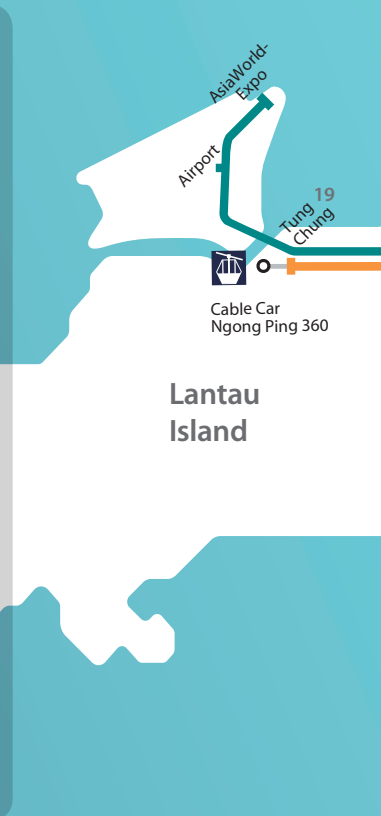 AsiaWorld-
Expo
Airport
19
Tung
Chung
Cable Car
Ngong Ping 360
Lantau
Island